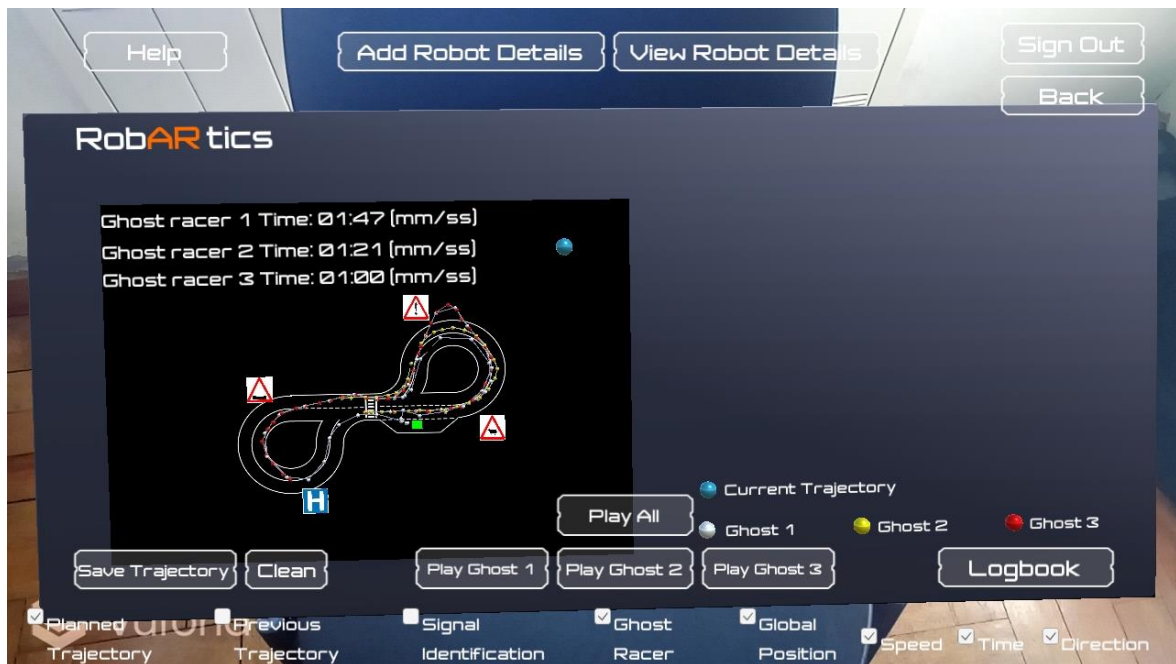 Help
Add Robot Details
View Robot Details
Sign Out
Back
RobARtics
Ghost racer 1 Time: 01:47 (mm/ss)
Ghost racer 2 Time: 01:21 (mm/ss)
Ghost racer 3 Time: 01:00 (mm/ss)
H
Play All
Current Trajectory
Ghost 1
Ghost 2
Ghost 3
Save Trajectory
Clean
Play Ghost 1
Play Ghost 2
Play Ghost 3
Logbook
Planned
Trajectory
Previous
Trajectory
Signal
Identification
Ghost
Racer
Global
Position
Speed
Time
Direction